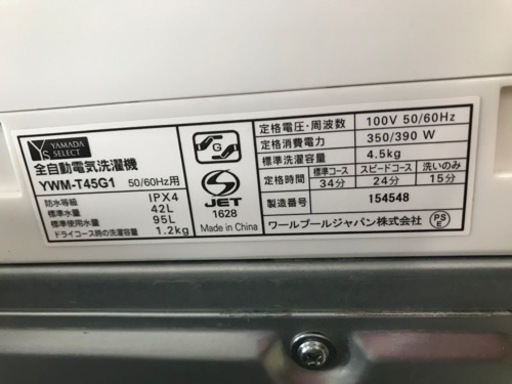 YS YAMADA SELECT
全自動電気洗濯機
YWM-T45G1 50/60Hz用
防水等級 IPX4
標準水量 42L
標準使用水量 95L
ドライコース時の洗濯容量 1.2kg
G
S
JET
1628
Made in China
定格電圧・周波数 100V 50/60Hz
定格消費電力 350/390 W
標準洗濯容量 4.5kg
定格時間 標準コース スピードコース 洗いのみ
34分 24分 15分
製造番号 154548
ワールプールジャパン株式会社 PS E